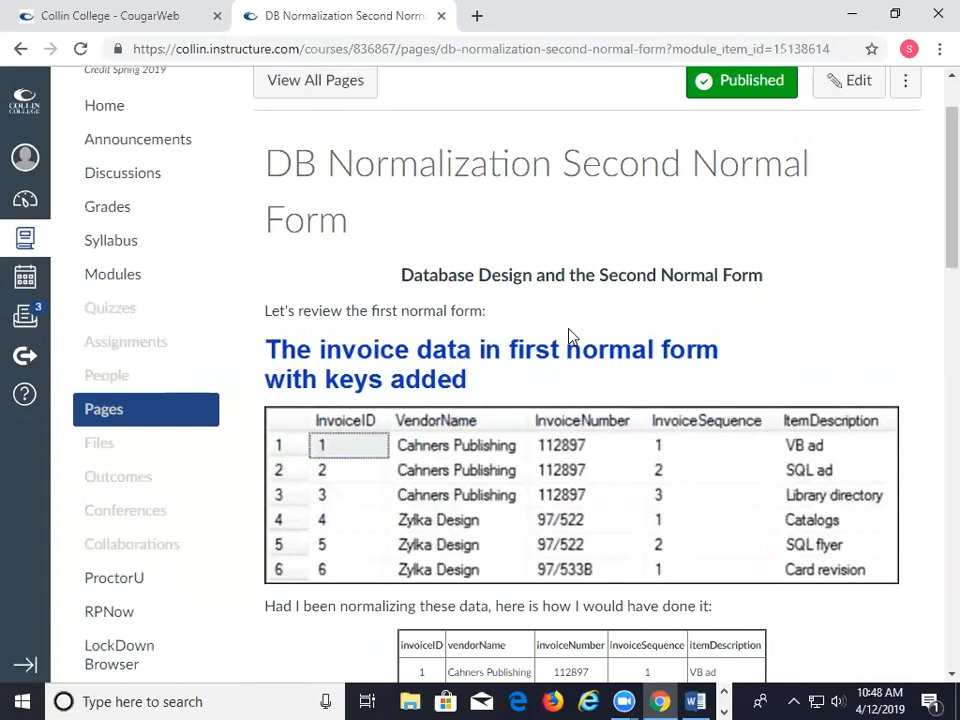 Collin College - CougarWeb
DB Normalization Second Norm
https://collin.instructure.com/courses/836867/pages/db-normalization-second-normal-form?module_item_id=15138614
S
Credit Spring 2019
COLLIN
COLLEGE
3
Home
Announcements
Discussions
Grades
Syllabus
Modules
Quizzes
Assignments
People
Pages
Files
Outcomes
Conferences
Collaborations
ProctorU
RPNow
LockDown
Browser
View All Pages
Published
Edit
DB Normalization Second Normal
Form
Database Design and the Second Normal Form
Let's review the first normal form:
The invoice data in first normal form
with keys added
InvoiceID VendorName InvoiceNumber InvoiceSequence ItemDescription
1 1 Cahners Publishing 112897 1 VB ad
2 2 Cahners Publishing 112897 2 SQL ad
3 3 Cahners Publishing 112897 3 Library directory
4 4 Zylka Design 97/522 1 Catalogs
5 5 Zylka Design 97/522 2 SQL flyer
6 6 Zylka Design 97/533B 1 Card revision
Had I been normalizing these data, here is how I would have done it:
invoiceID vendorName invoiceNumber invoiceSequence itemDescription
1 Cahners Publishing 112897 1 VB ad
Type here to search
10:48 AM
4/12/2019
1